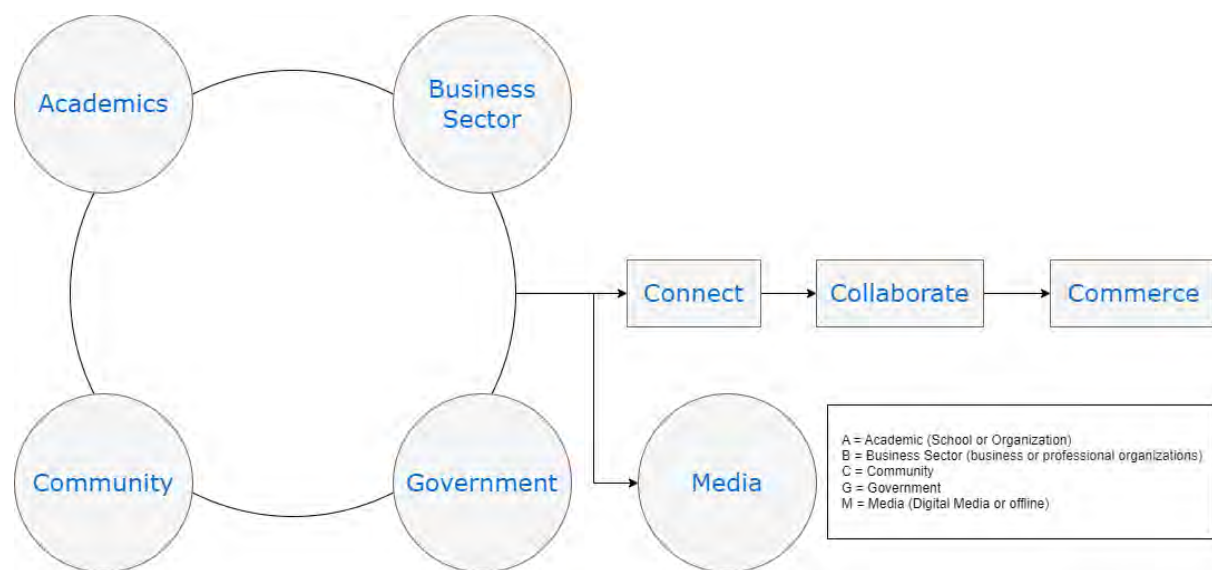 Academics
Business
Sector
Connect
Collaborate
Commerce
Community
Government
Media
A = Academic (School or Organization)
B = Business Sector (business or professional organizations)
C = Community
G = Government
M = Media (Digital Media or offline)